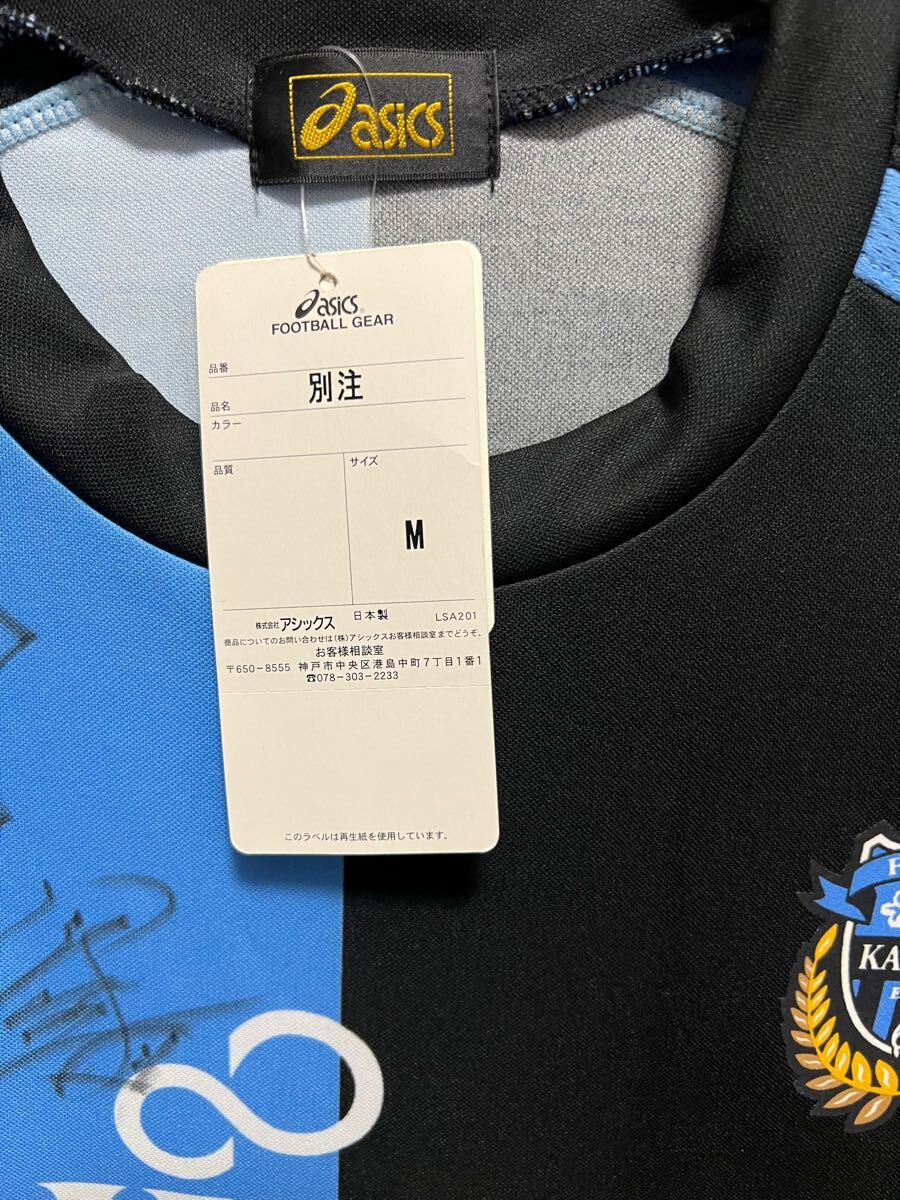 asics
asics
FOOTBALL GEAR
品番
別注
品名
カラー
品質
サイズ
M
株式会社アシックス 日本製 LSA201
商品についてのお問い合わせは(株)アシックスお客様相談室までどうぞ。
お客様相談室
〒650-8555 神戸市中央区港島中町7丁目1番1
☎078-303-2233
このラベルは再生紙を使用しています。
KA
8